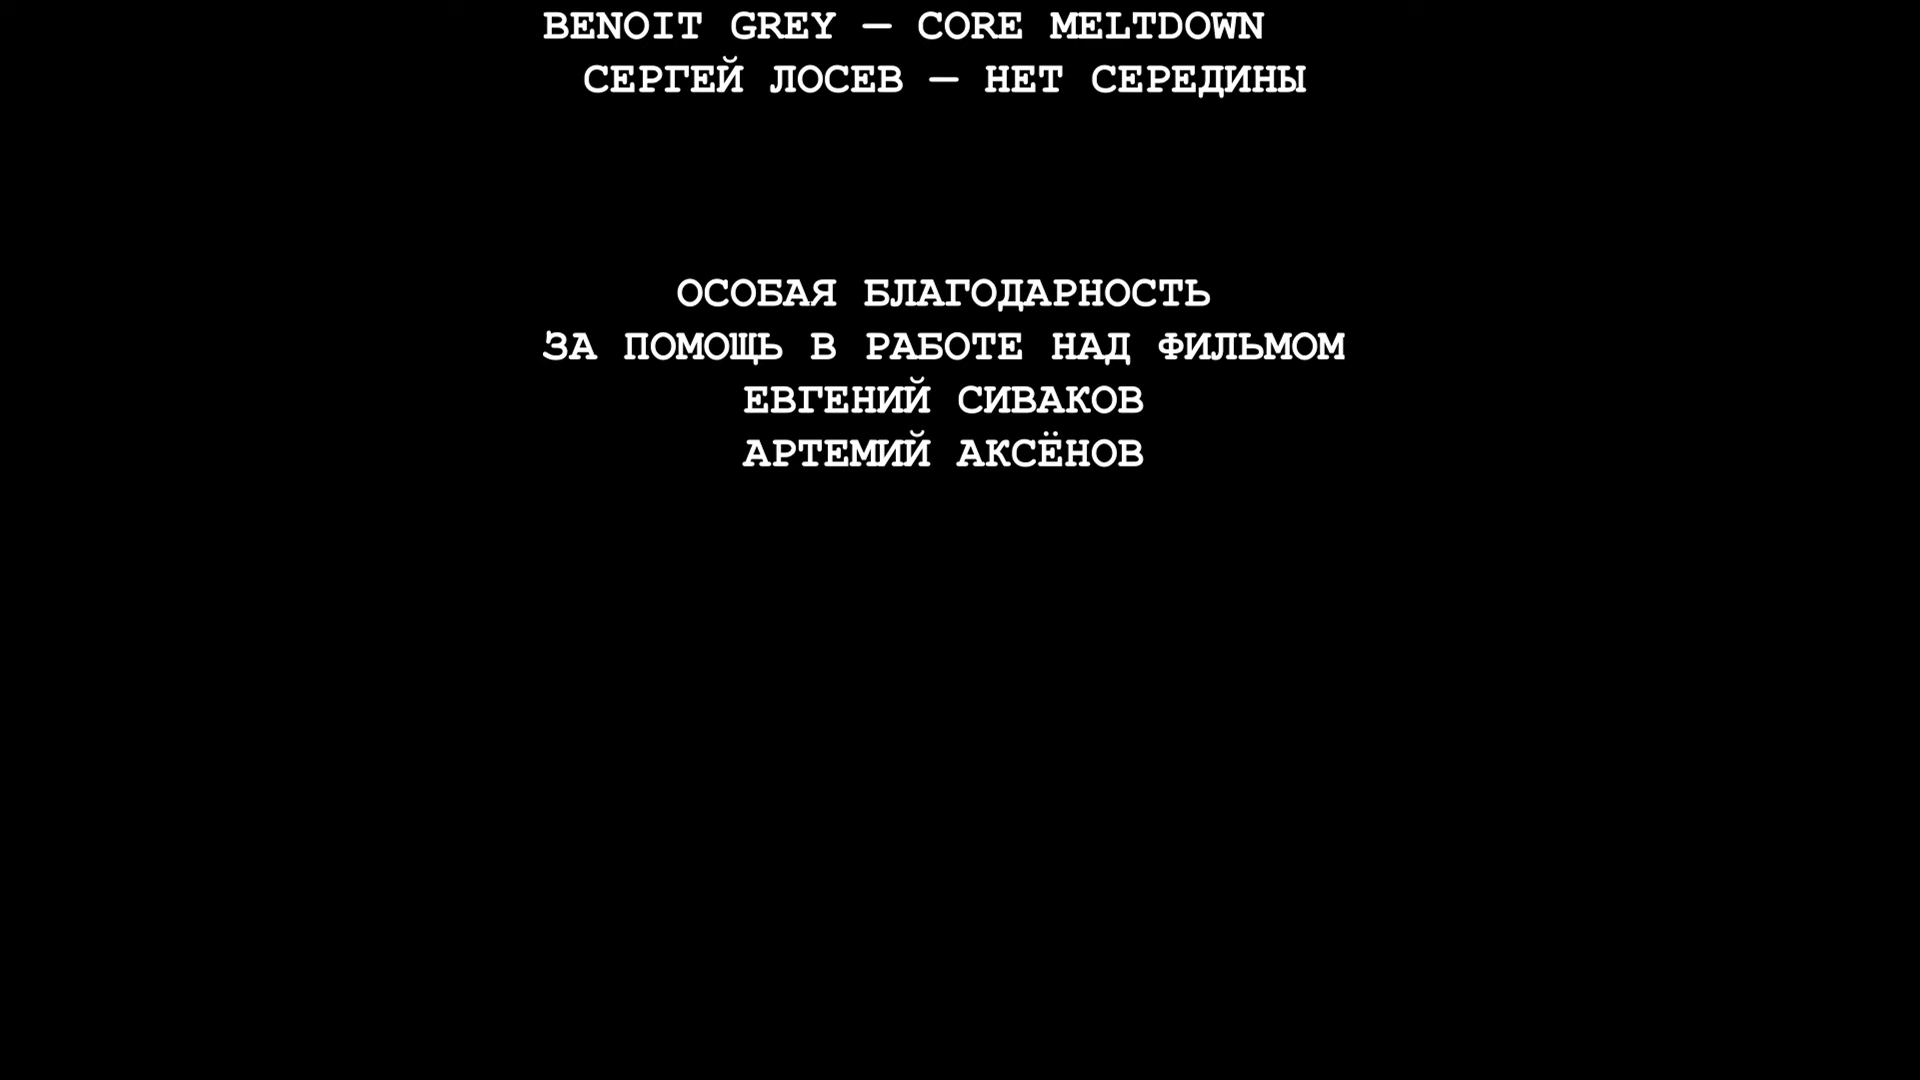 BENOIT GREY — CORE MELTDOWN
СЕРГЕЙ ЛОСЕВ — НЕТ СЕРЕДИНЫ
ОСОБАЯ БЛАГОДАРНОСТЬ
ЗА ПОМОЩЬ В РАБОТЕ НАД ФИЛЬМОМ
ЕВГЕНИЙ СИВАКОВ
АРТЕМИЙ АКСЁНОВ